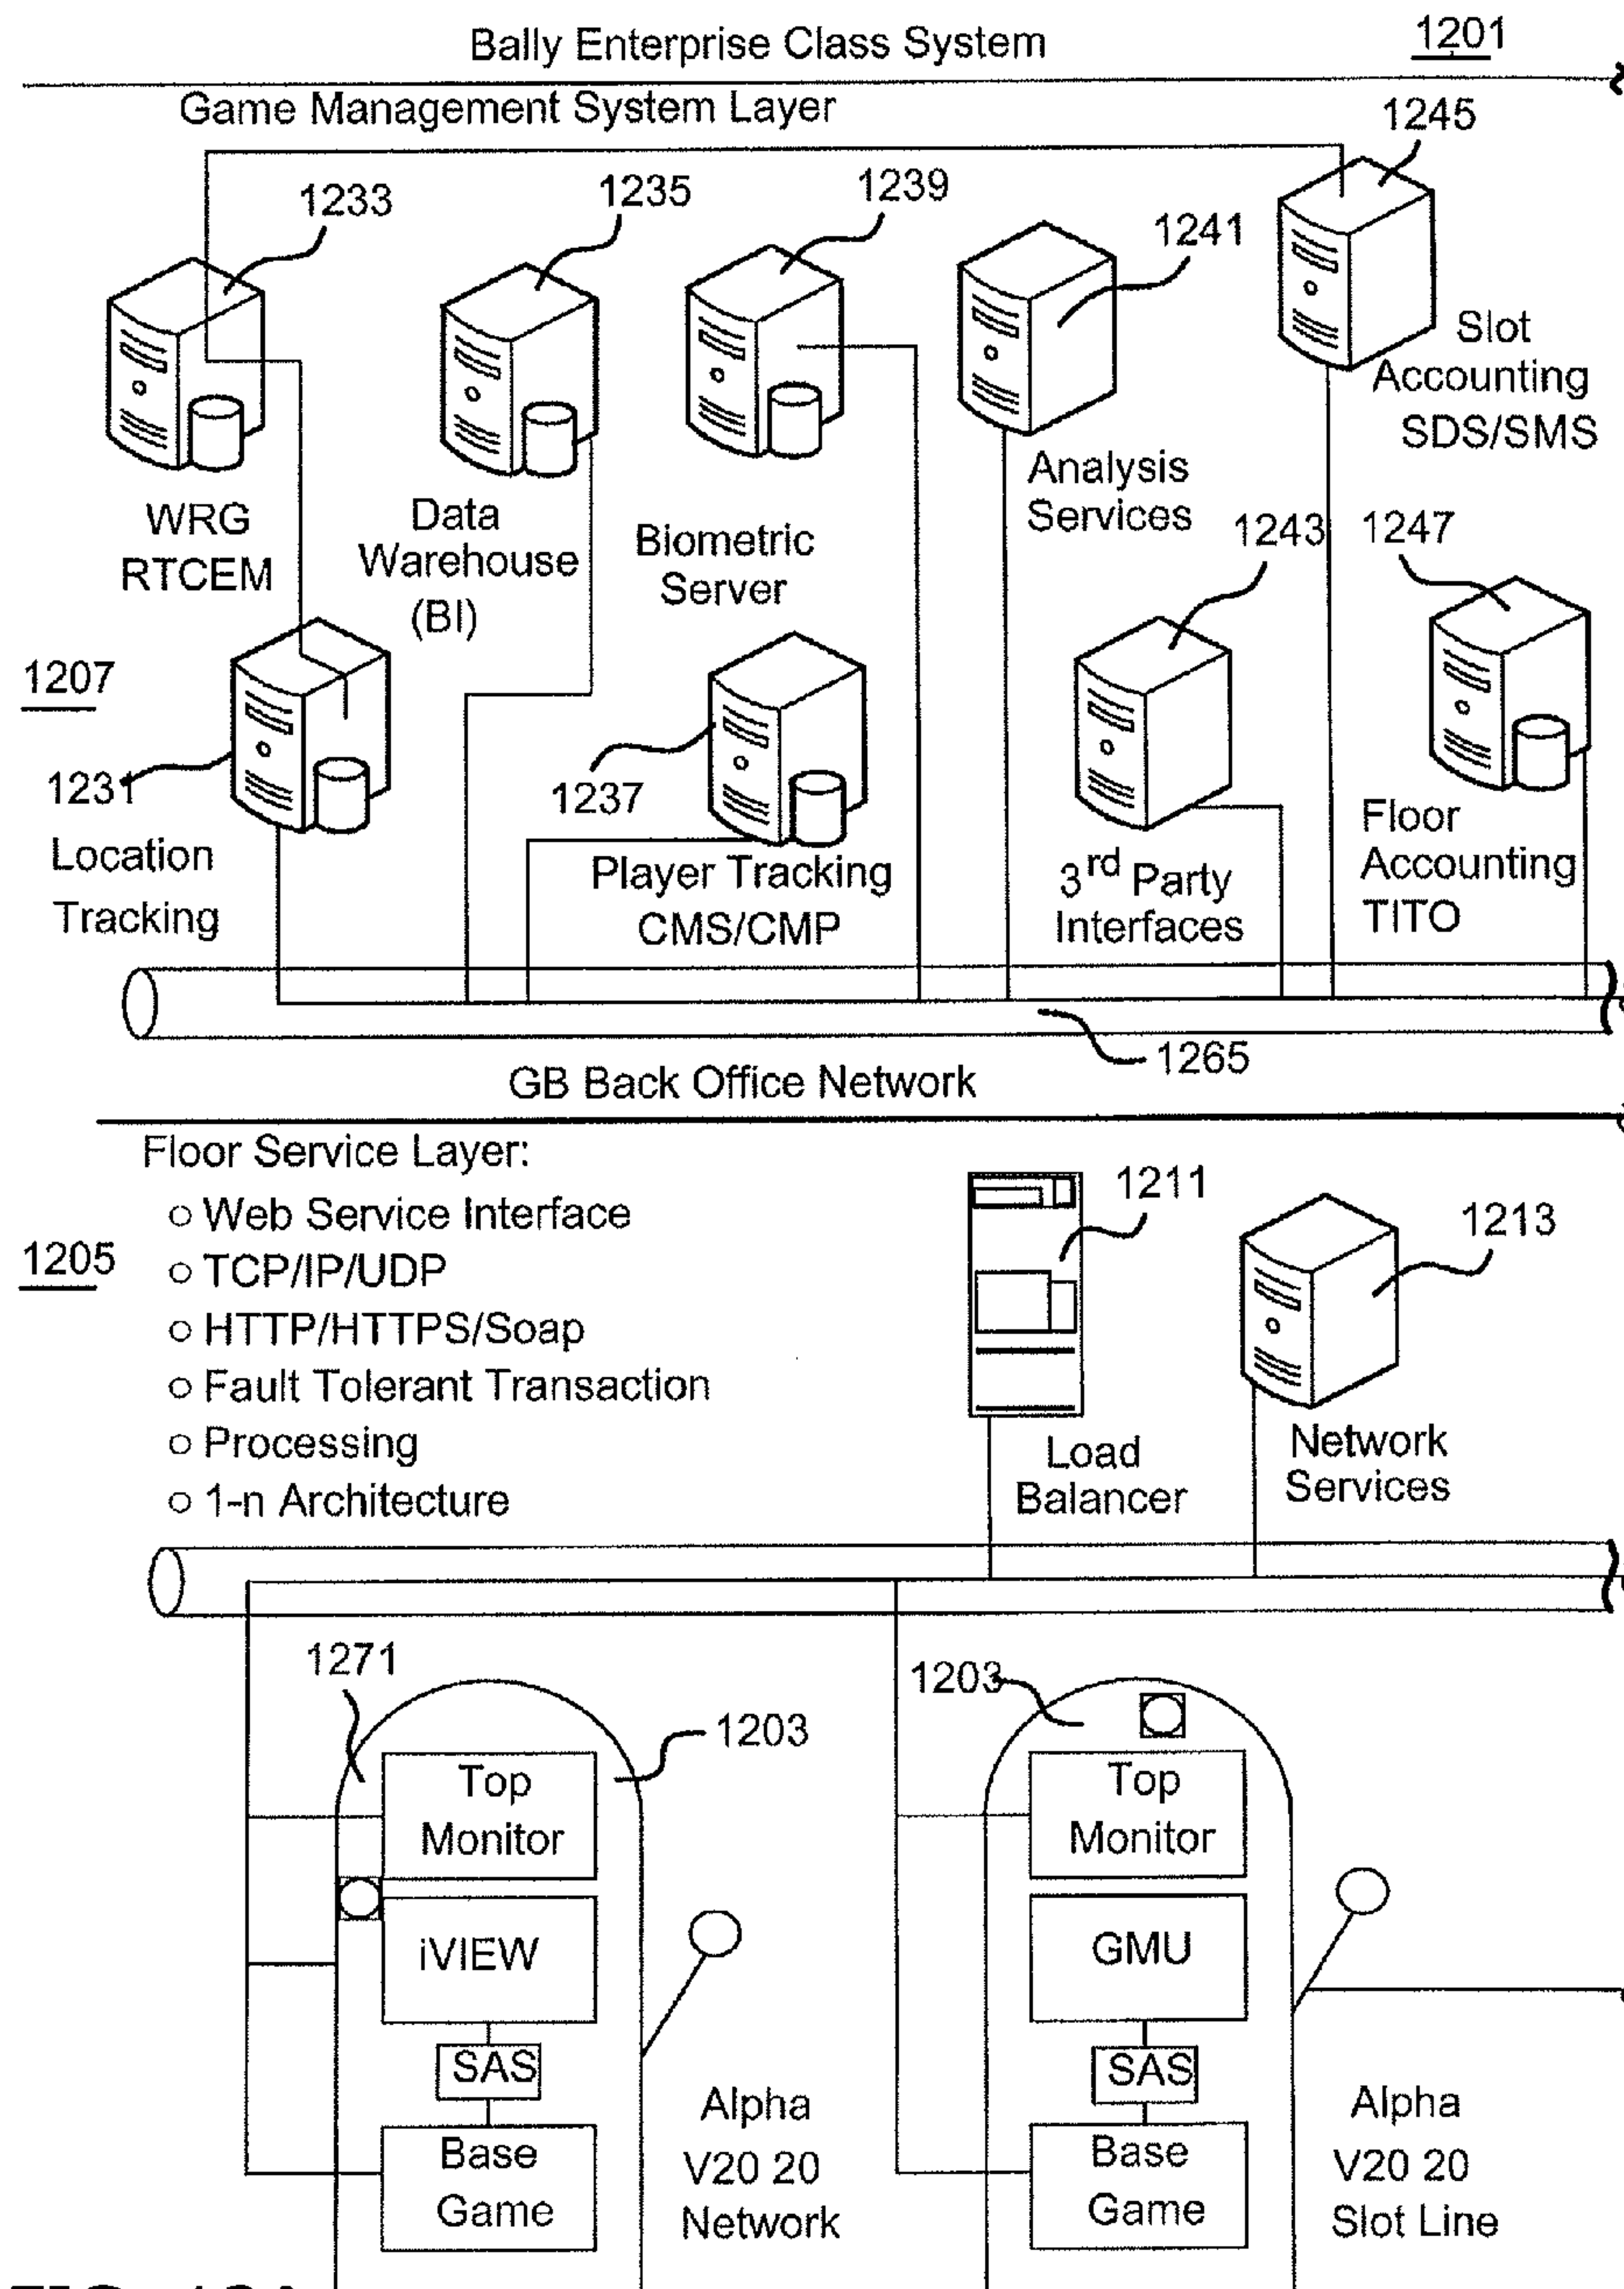 Bally Enterprise Class System
1201
Game Management System Layer
1245
1233
1235
1239
1241
Slot
Accounting
SDS/SMS
WRG
RTCEM
Data
Warehouse
(BI)
Biometric
Server
Analysis
Services
1243
1247
1207
1231
Location
Tracking
1237
Player Tracking
CMS/CMP
3rd Party
Interfaces
Floor
Accounting
TITO
1265
GB Back Office Network
Floor Service Layer:
○ Web Service Interface
○ TCP/IP/UDP
○ HTTP/HTTPS/Soap
○ Fault Tolerant Transaction
○ Processing
○ 1-n Architecture
1205
1211
1213
Load
Balancer
Network
Services
1271
1203
Top
Monitor
iVIEW
SAS
Base
Game
Alpha
V20 20
Network
1203
Top
Monitor
GMU
SAS
Base
Game
Alpha
V20 20
Slot Line